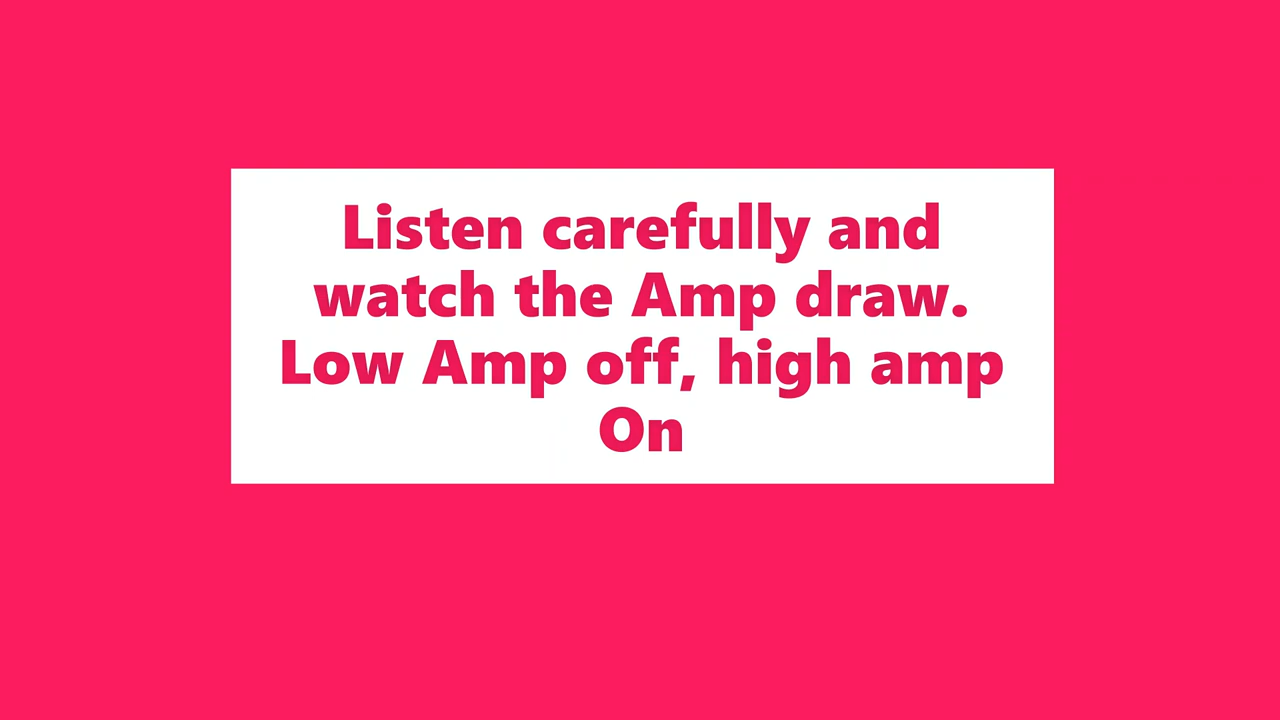 Listen carefully and
watch the Amp draw.
Low Amp off, high amp
On